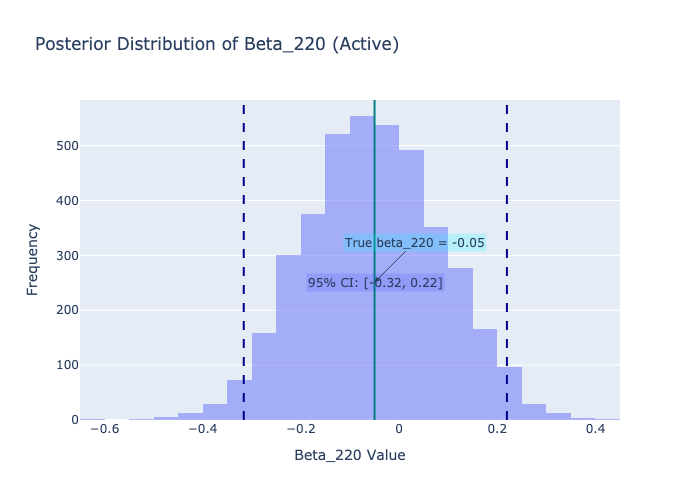 Posterior Distribution of Beta_220 (Active)
500
400
300
200
100
0
Frequency
True beta_220 = -0.05
95% CI: [-0.32, 0.22]
−0.6
−0.4
−0.2
0
0.2
0.4
Beta_220 Value